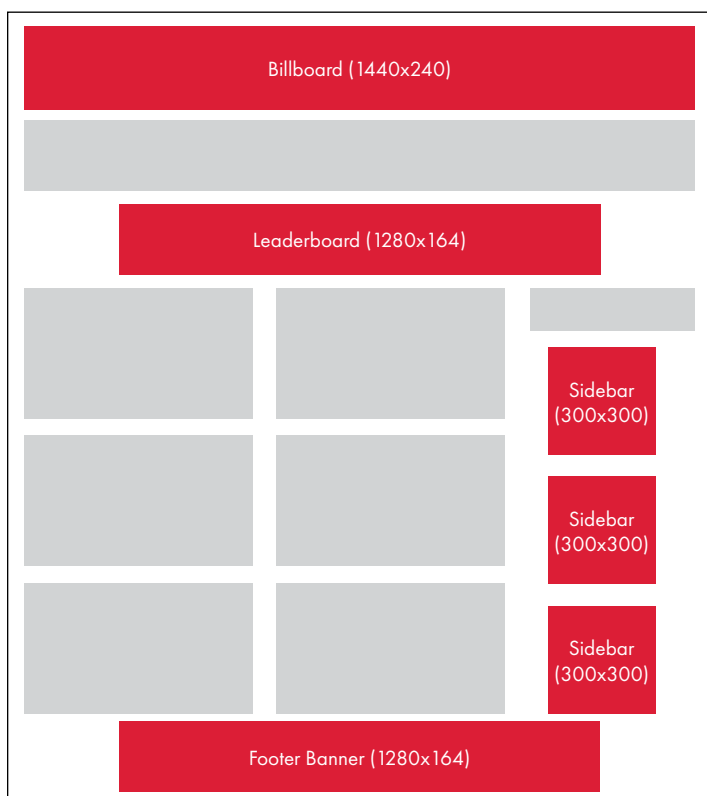 Billboard (1440x240)
Leaderboard (1280x164)
Sidebar
(300x300)
Sidebar
(300x300)
Sidebar
(300x300)
Footer Banner (1280x164)